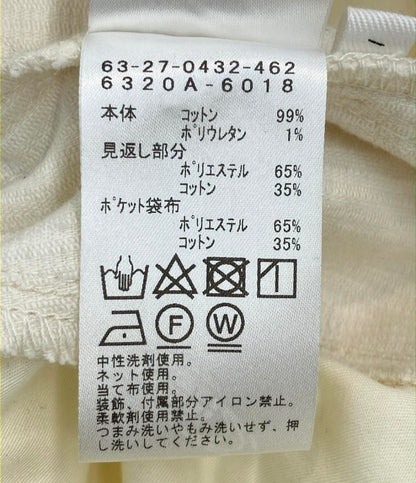 63-27-0432-462
6320A-6018
本体 コットン 99%
ポリウレタン 1%
見返し部分
ポリエステル 65%
コットン 35%
ポケット袋布
ポリエステル 65%
コットン 35%
F W
中性洗剤使用。
ネット使用。
当て布使用。
装飾、付属部分アイロン禁止。
柔軟剤使用禁止。
つまみ洗いやもみ洗いせず、押
し洗いしてください。